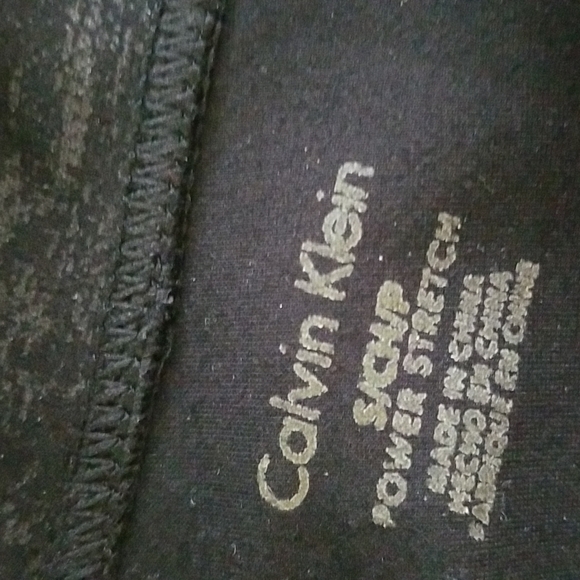 Calvin Klein
S/CH/P
POWER STRETCH
MADE IN CHINA
HECHO EN CHINA
FABRIQUÉ EN CHINE